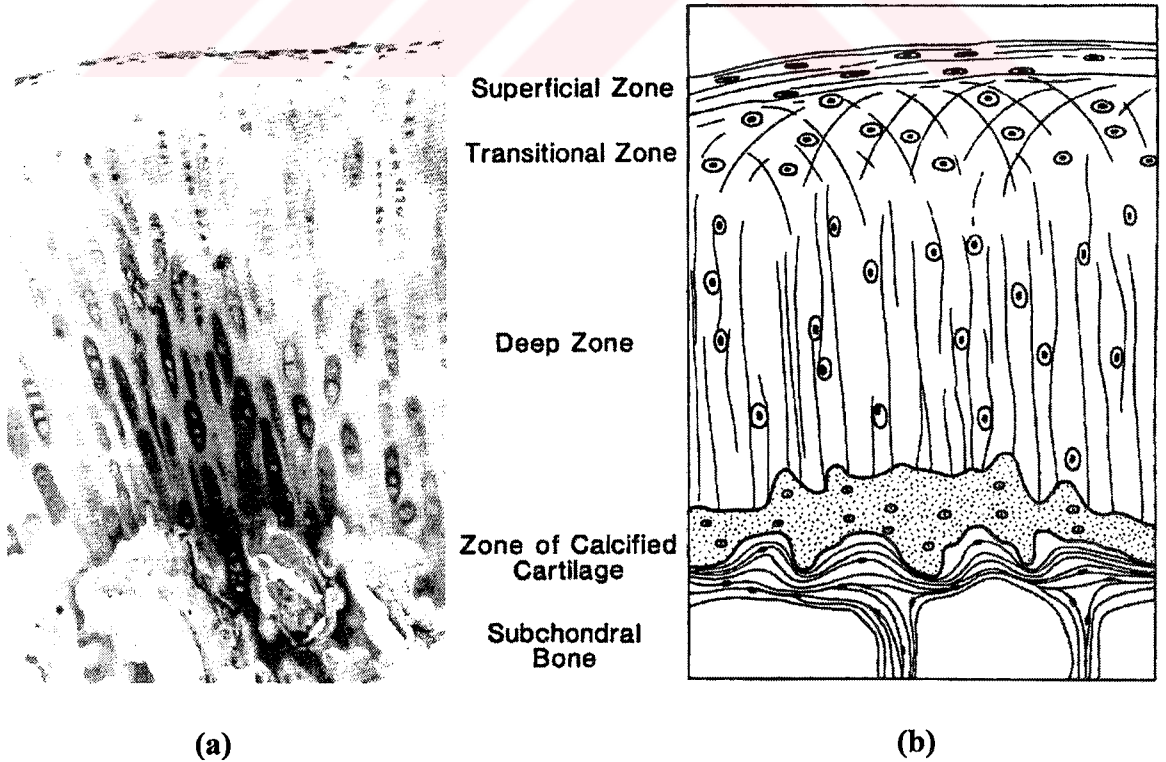 Superficial Zone
Transitional Zone
Deep Zone
Zone of Calcified
Cartilage
Subchondral
Bone
(a)
(b)